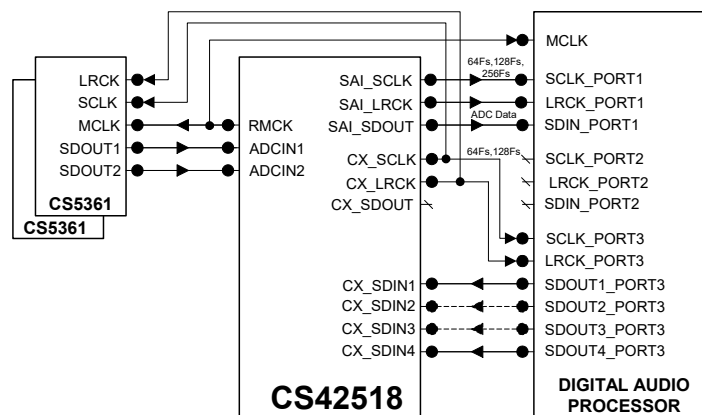 LRCK
SCLK
MCLK
SDOUT1
SDOUT2
CS5361
CS5361
RMCK
ADCIN1
ADCIN2
SAI_SCLK
SAI_LRCK
SAI_SDOUT
CX_SCLK
CX_LRCK
CX_SDOUT
CX_SDIN1
CX_SDIN2
CX_SDIN3
CX_SDIN4
CS42518
64Fs,128Fs,
256Fs
ADC Data
64Fs,128Fs
MCLK
SCLK_PORT1
LRCK_PORT1
SDIN_PORT1
SCLK_PORT2
LRCK_PORT2
SDIN_PORT2
SCLK_PORT3
LRCK_PORT3
SDOUT1_PORT3
SDOUT2_PORT3
SDOUT3_PORT3
SDOUT4_PORT3
DIGITAL AUDIO
PROCESSOR